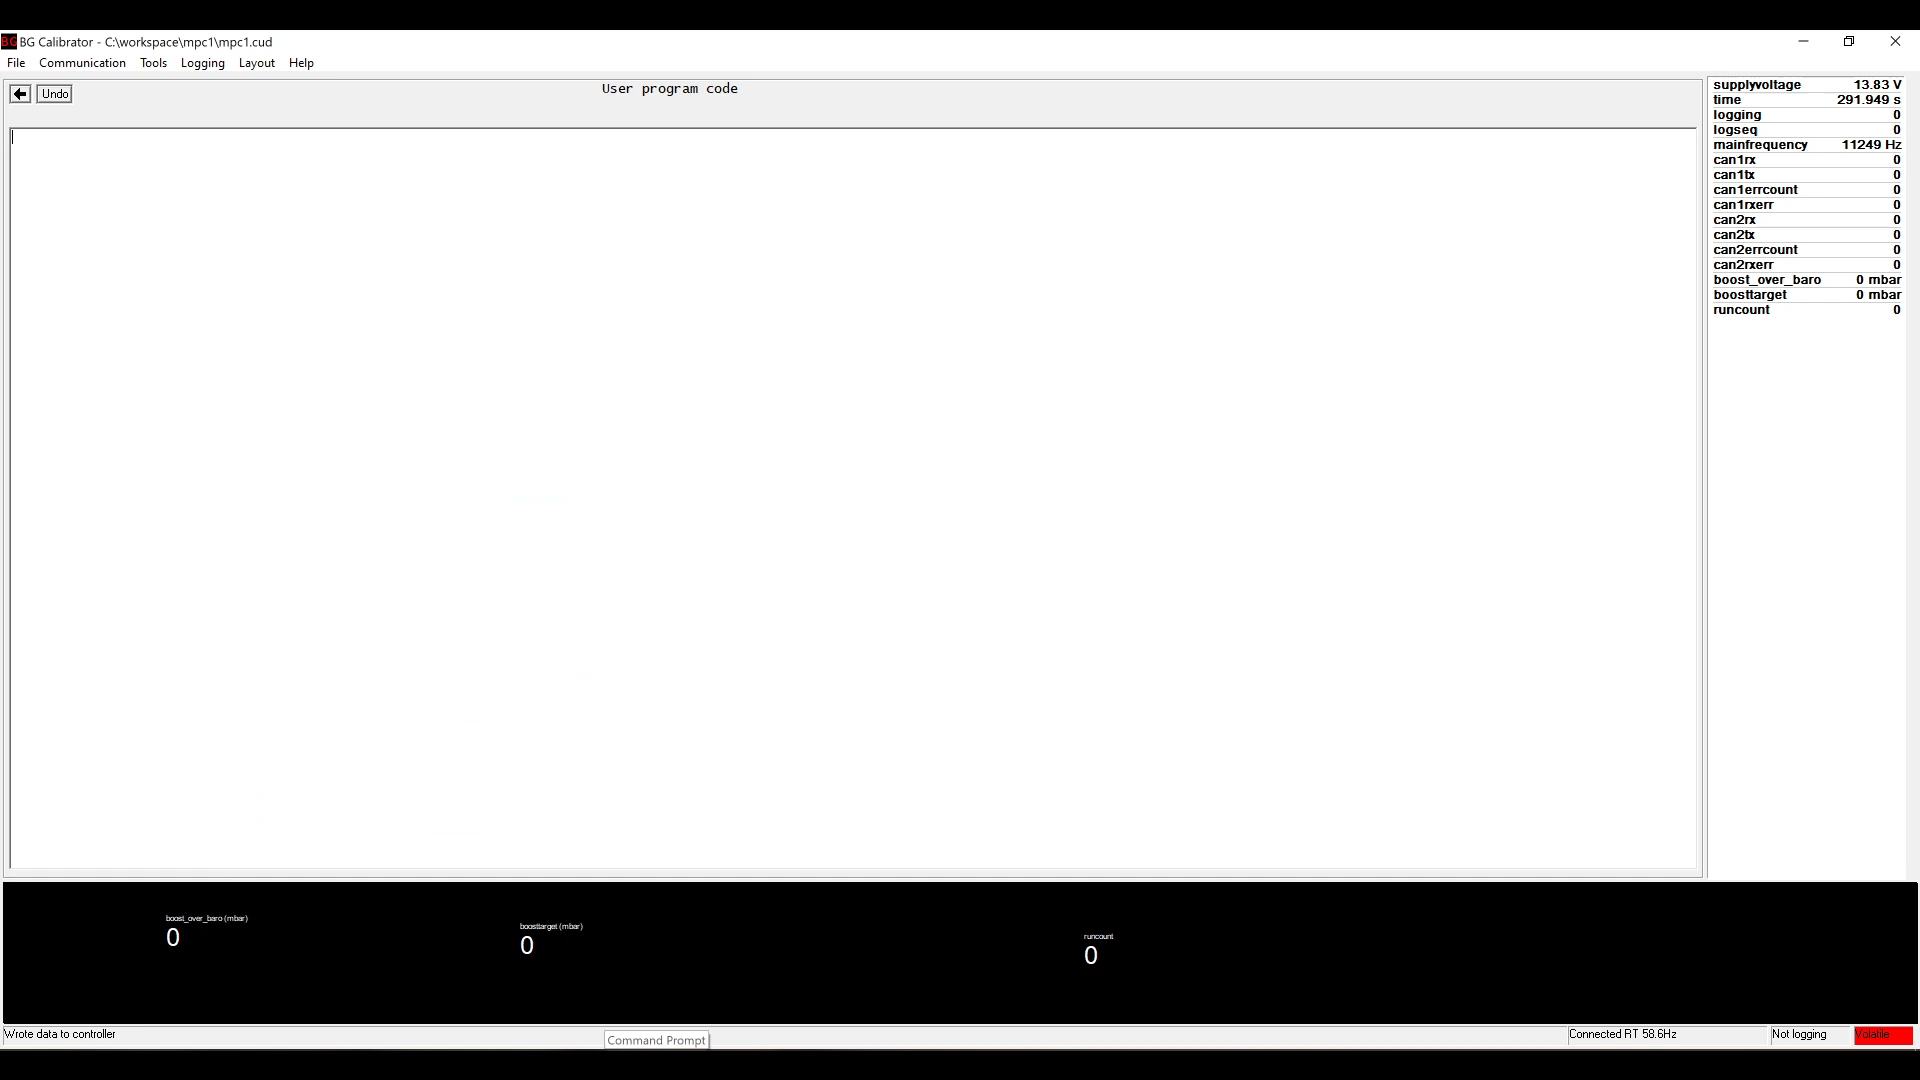 BG BG Calibrator - C:\workspace\mpc1\mpc1.cud
File Communication Tools Logging Layout Help
Undo
User program code
supplyvoltage 13.83 V
time 291.949 s
logging 0
logseq 0
mainfrequency 11249 Hz
can1rx 0
can1tx 0
can1errcount 0
can1rxerr 0
can2rx 0
can2tx 0
can2errcount 0
can2rxerr 0
boost_over_baro 0 mbar
boosttarget 0 mbar
runcount 0
boost_over_baro (mbar)
0
boosttarget (mbar)
0
runcount
0
Wrote data to controller
Command Prompt
Connected RT 58.6Hz
Not logging
Volatile